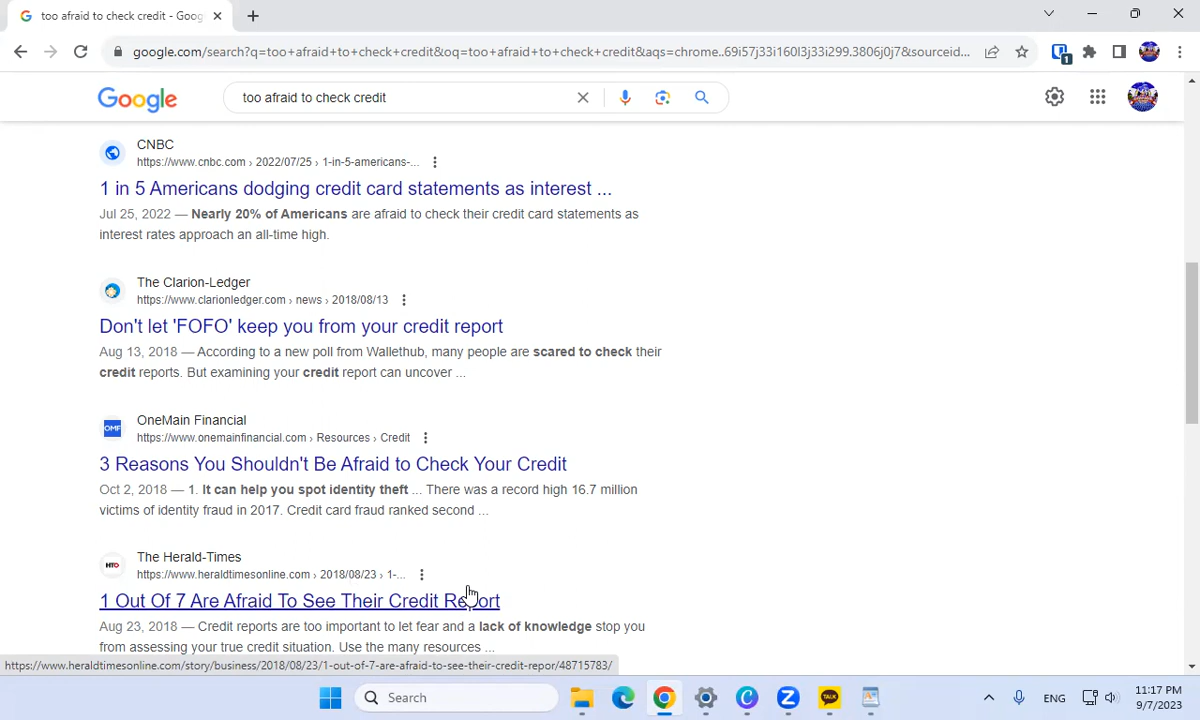 too afraid to check credit - Goog
google.com/search?q=too+afraid+to+check+credit&oq=too+afraid+to+check+credit&aqs=chrome..69i57j33i160l3j33i299.3806j0j7&sourceid...
1
Google
too afraid to check credit
CNBC
https://www.cnbc.com › 2022/07/25 › 1-in-5-americans-...
1 in 5 Americans dodging credit card statements as interest ...
Jul 25, 2022 — Nearly 20% of Americans are afraid to check their credit card statements as
interest rates approach an all-time high.
The Clarion-Ledger
https://www.clarionledger.com › news › 2018/08/13
Don't let 'FOFO' keep you from your credit report
Aug 13, 2018 — According to a new poll from Wallethub, many people are scared to check their
credit reports. But examining your credit report can uncover ...
OMF
OneMain Financial
https://www.onemainfinancial.com › Resources › Credit
3 Reasons You Shouldn't Be Afraid to Check Your Credit
Oct 2, 2018 — 1. It can help you spot identity theft ... There was a record high 16.7 million
victims of identity fraud in 2017. Credit card fraud ranked second ...
HTO
The Herald-Times
https://www.heraldtimesonline.com › 2018/08/23 › 1-...
1 Out Of 7 Are Afraid To See Their Credit Report
Aug 23, 2018 — Credit reports are too important to let fear and a lack of knowledge stop you
from assessing your true credit situation. Use the many resources ...
https://www.heraldtimesonline.com/story/business/2018/08/23/1-out-of-7-are-afraid-to-see-their-credit-repor/48715783/
Search
TALK
ENG
11:17 PM
9/7/2023